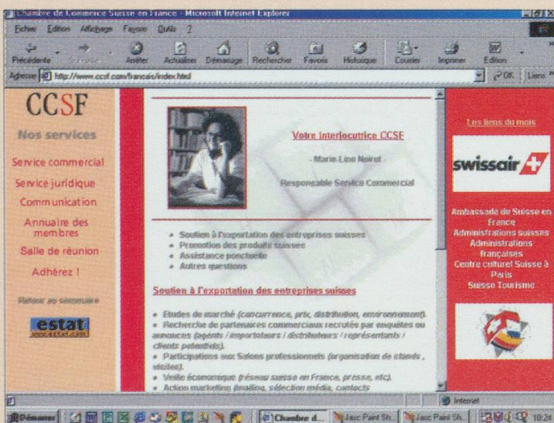 Chambre de Commerce Suisse en France - Microsoft Internet Explorer
Fichier Edition Affichage Favoris Outils ?
Précédente Arrêter Actualiser Démarrage Rechercher Favoris Historique Courrier Imprimer Edition
Adresse http://www.ccsf.com/francais/index.html OK Liens
CCSF
Nos services
Service commercial
Service juridique
Communication
Annuaire des
membres
Salle de réunion
Adhérez !
Retour au sommaire
estat
www.estat.com
Votre interlocutrice CCSF
- Marie-Line Noirot -
Responsable Service Commercial
Soutien à l'exportation des entreprises suisses
Promotion des produits suisses
Assistance ponctuelle
Autres questions
Soutien à l'exportation des entreprises suisses
Etudes de marché (concurrence, prix, distribution, environnement).
Recherche de partenaires commerciaux recrutés par enquêtes ou
annonces (agents / importateurs / distributeurs / représentants /
clients potentiels).
Participations aux Salons professionnels (organisation de stands ,
visites).
Veille économique (réseau suisse en France, presse, etc).
Action marketing (mailing, sélection média, contacts
Les liens du mois
swissair
Ambassade de Suisse en
France
Administrations suisses
Administrations
françaises
Centre culturel Suisse à
Paris
Suisse Tourisme
Internet
Démarrer Chambre d... Jasc Paint Sh... Jasc Paint Sh... 10:24